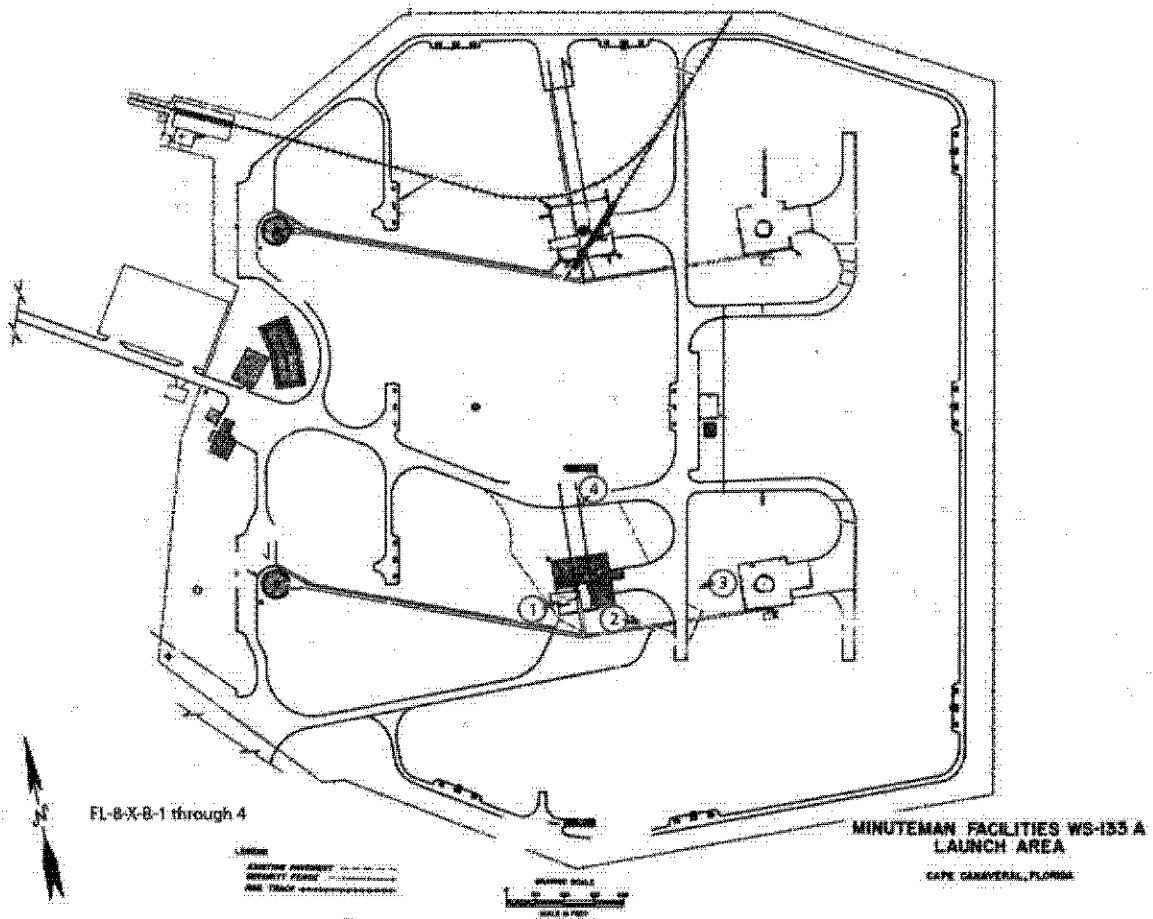 4
3
1
2
N
FL-8-X-B-1 through 4
MINUTEMAN FACILITIES WS-133 A
LAUNCH AREA
CAPE CANAVERAL, FLORIDA
LEGEND
EXISTING PAVEMENT
SECURITY FENCE
RAIL TRACK
GRAPHIC SCALE
SCALE IN FEET